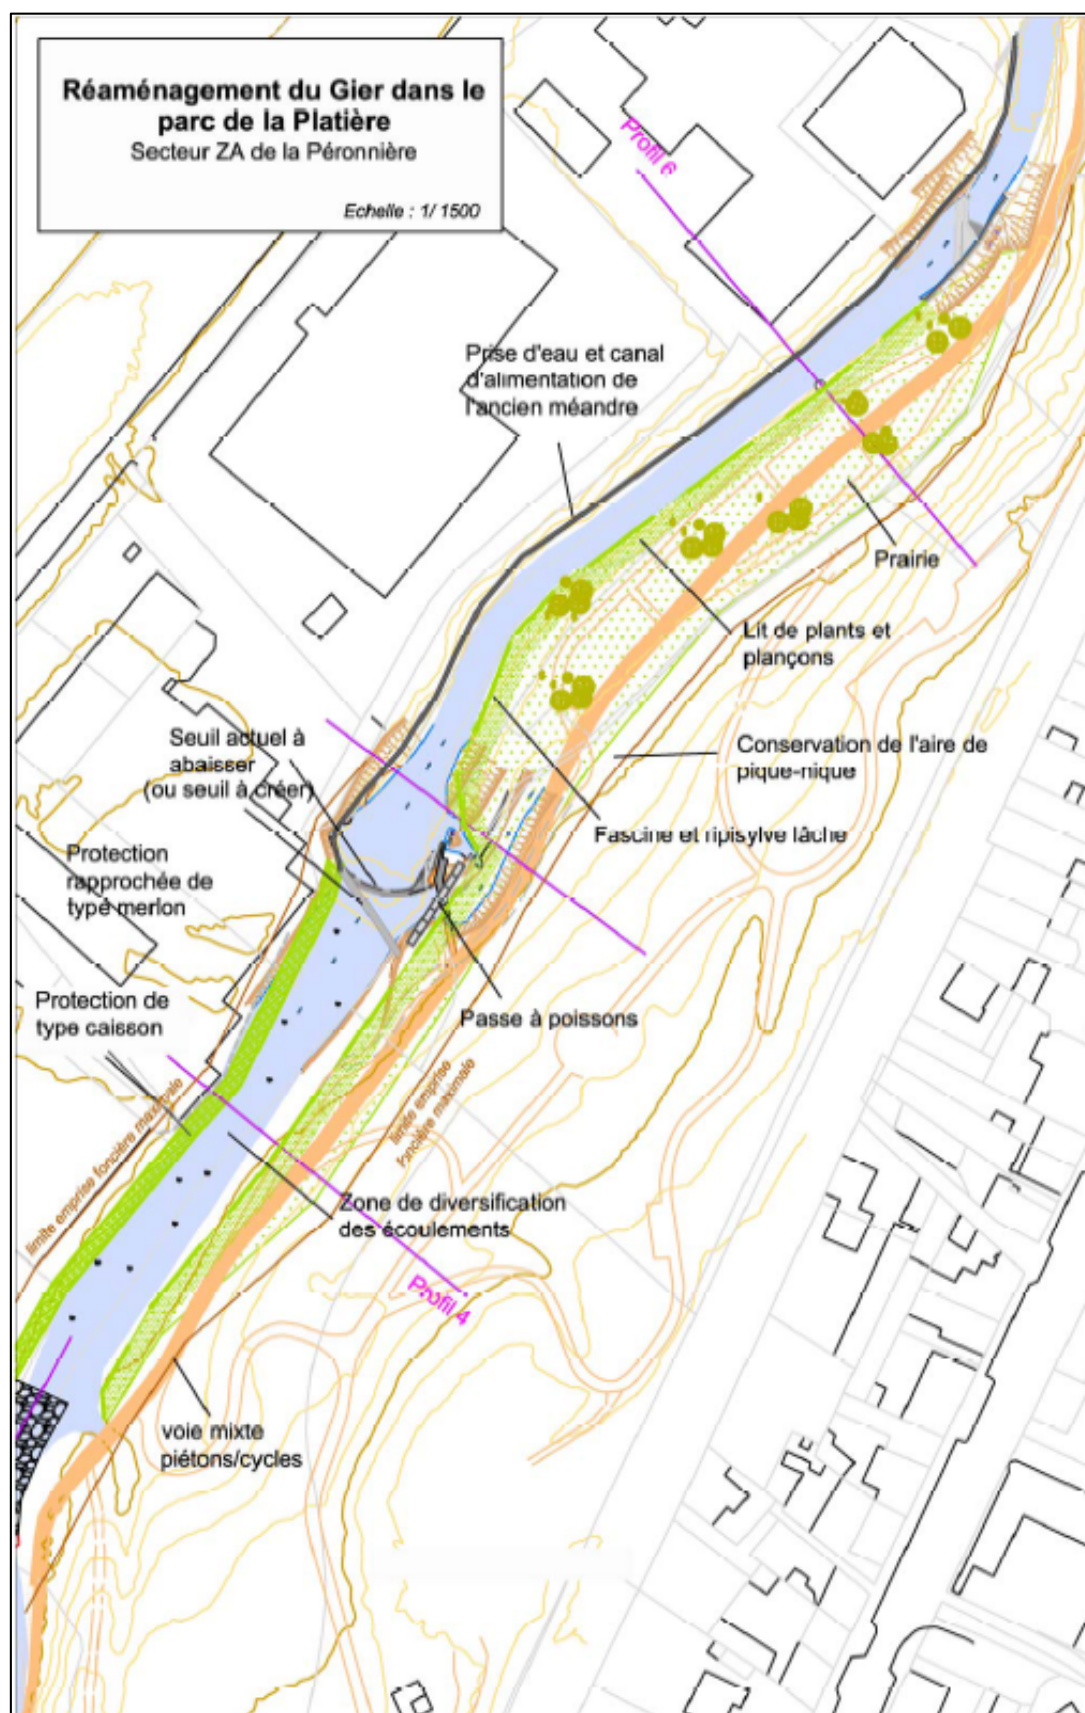 Réaménagement du Gier dans le
parc de la Platière
Secteur ZA de la Péronnière
Echelle : 1/ 1500
Profil 6
Prise d'eau et canal
d'alimentation de
l'ancien méandre
Prairie
Lit de plants et
plançons
Seuil actuel à
abaisser
(ou seuil à créer)
Conservation de l'aire de
pique-nique
Fascine et ripisylve lâche
Protection
rapprochée de
type merlon
Protection de
type caisson
Passe à poissons
limite emprise foncière maximale
limite emprise
foncière maximale
Zone de diversification
des écoulements
Profil 4
voie mixte
piétons/cycles